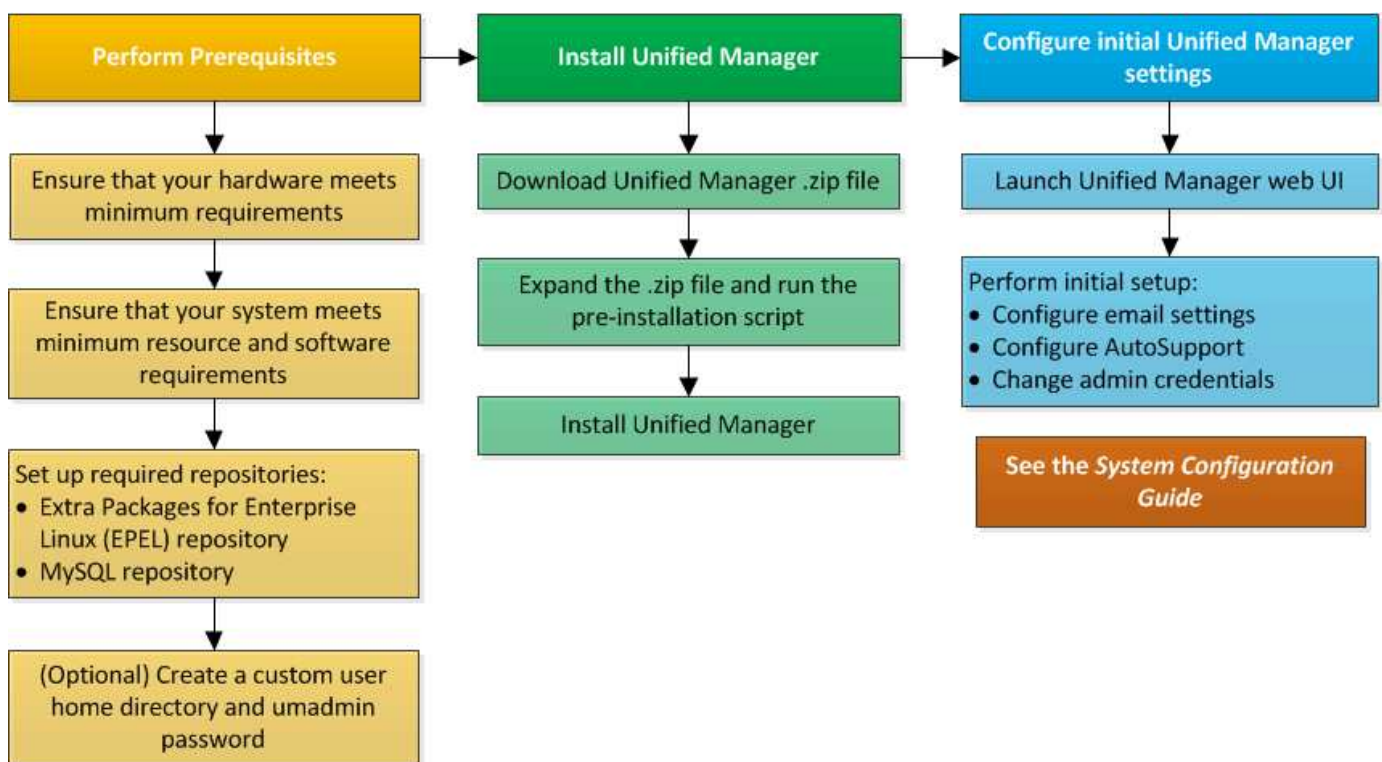 Perform Prerequisites
Ensure that your hardware meets
minimum requirements
Ensure that your system meets
minimum resource and software
requirements
Set up required repositories:
• Extra Packages for Enterprise
Linux (EPEL) repository
• MySQL repository
(Optional) Create a custom user
home directory and umadmin
password
Install Unified Manager
Download Unified Manager .zip file
Expand the .zip file and run the
pre-installation script
Install Unified Manager
Configure initial Unified Manager
settings
Launch Unified Manager web UI
Perform initial setup:
• Configure email settings
• Configure AutoSupport
• Change admin credentials
See the System Configuration
Guide